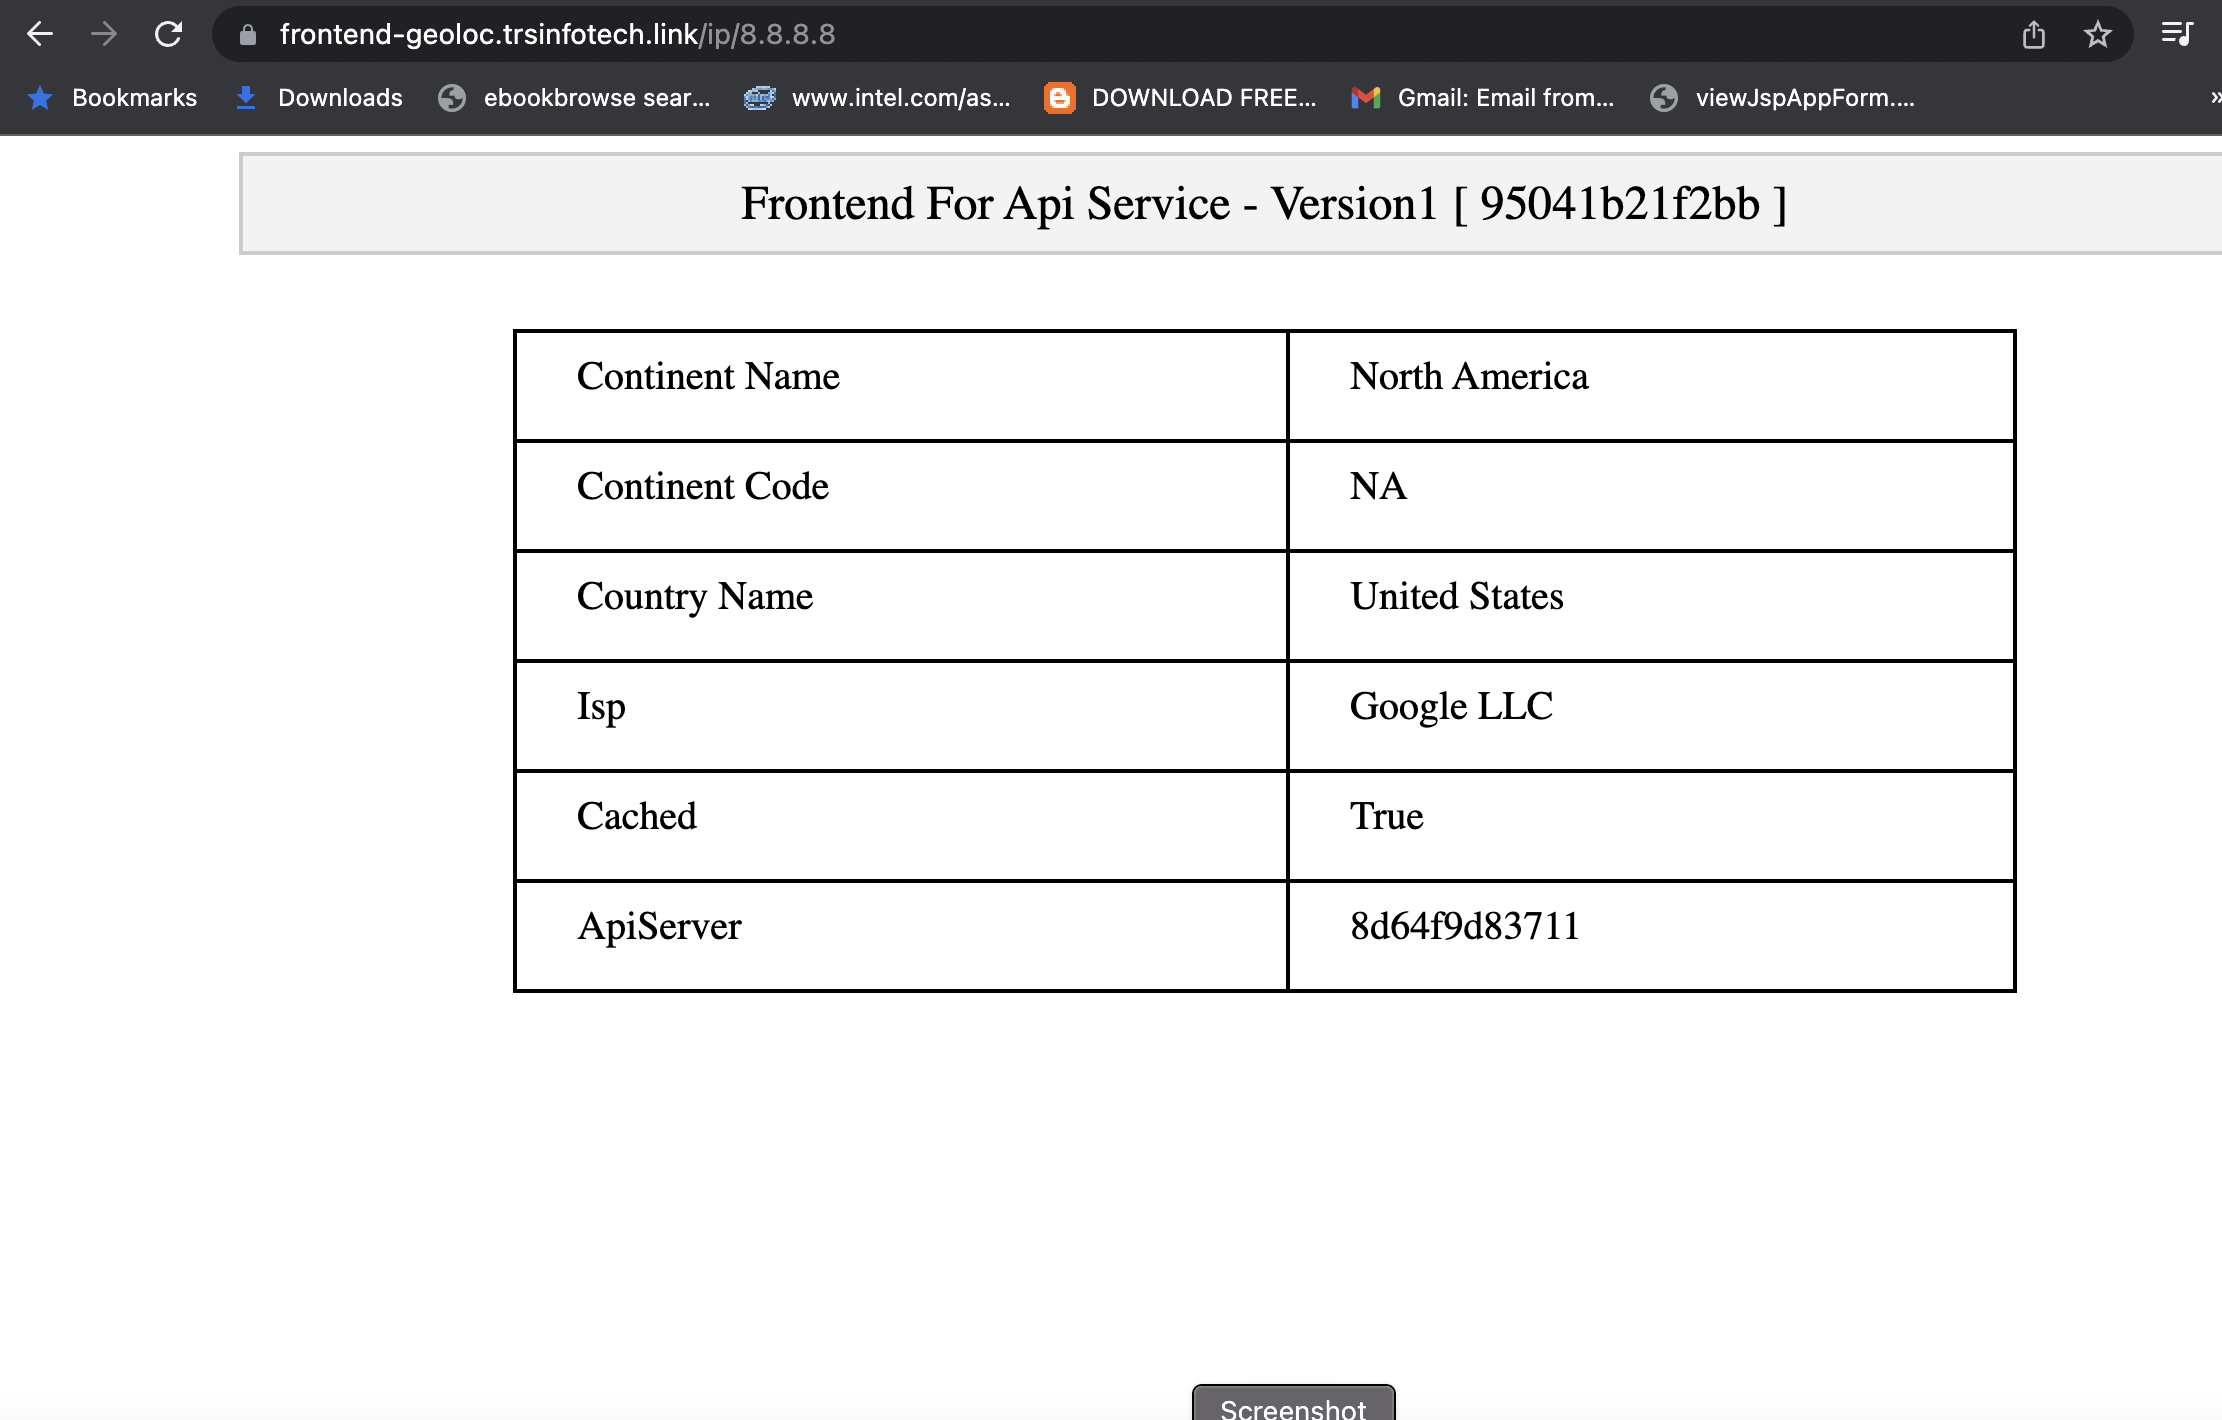 frontend-geoloc.trsinfotech.link/ip/8.8.8.8
Bookmarks Downloads ebookbrowse sear... www.intel.com/as... DOWNLOAD FREE... Gmail: Email from... viewJspAppForm.... »
Frontend For Api Service - Version1 [ 95041b21f2bb ]
Continent Name North America
Continent Code NA
Country Name United States
Isp Google LLC
Cached True
ApiServer 8d64f9d83711
Screenshot